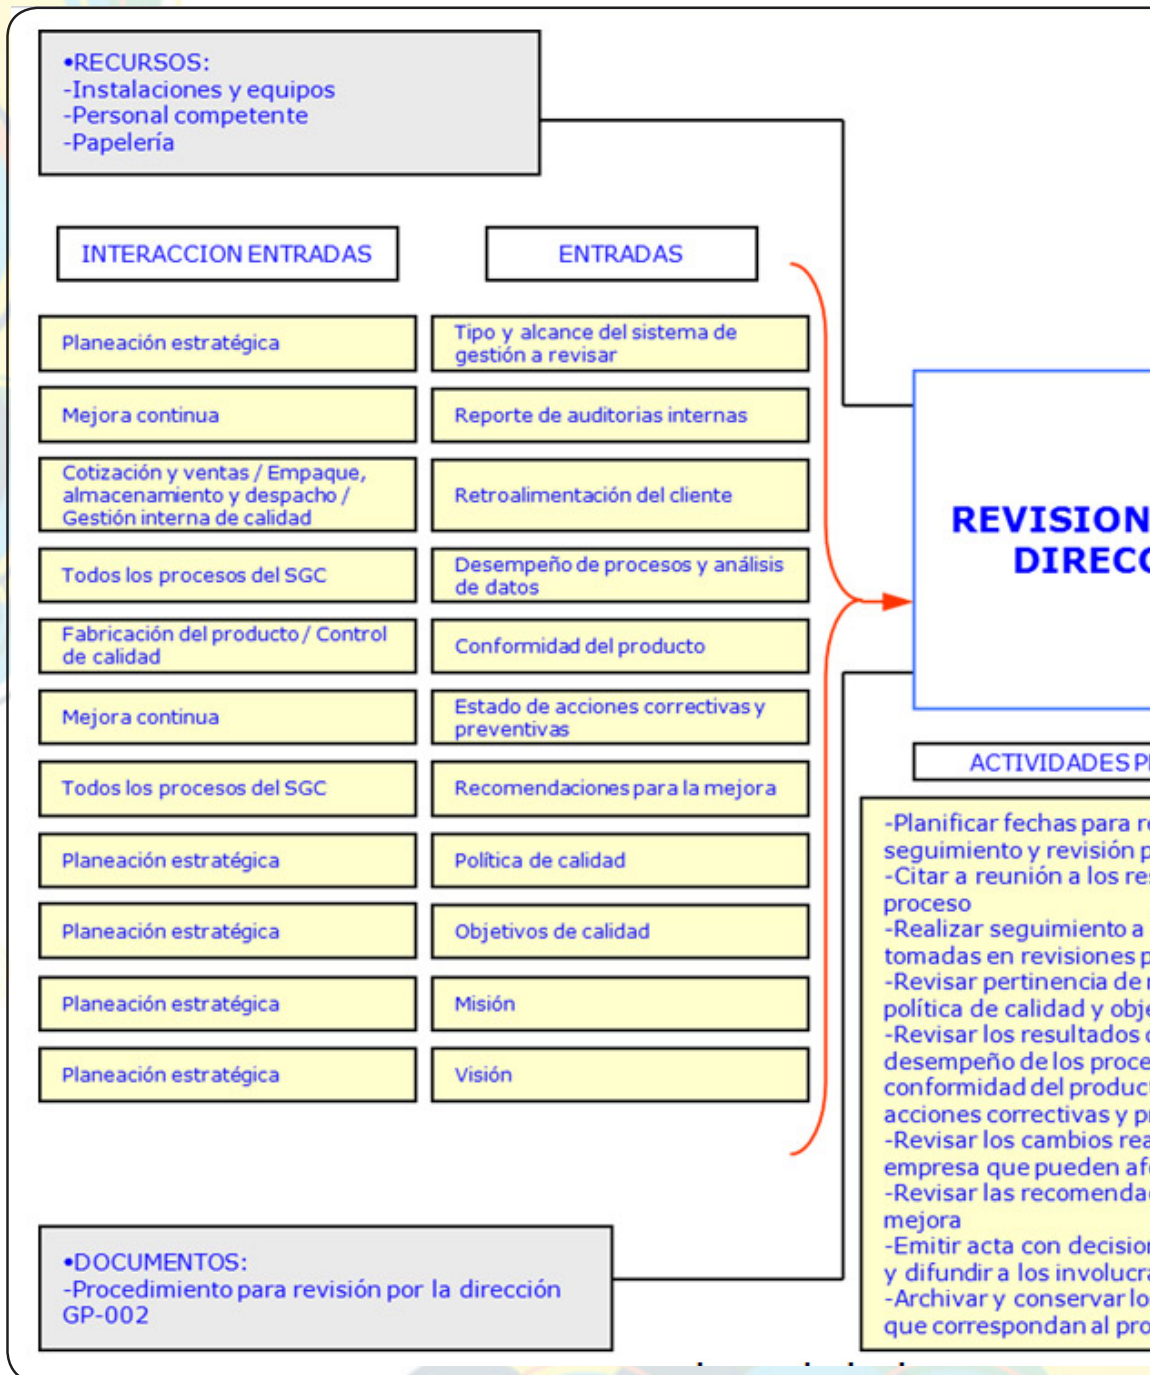 •RECURSOS:
-Instalaciones y equipos
-Personal competente
-Papelería
INTERACCION ENTRADAS
ENTRADAS
Planeación estratégica
Tipo y alcance del sistema de
gestión a revisar
Mejora continua
Reporte de auditorias internas
Cotización y ventas / Empaque,
almacenamiento y despacho /
Gestión interna de calidad
Retroalimentación del cliente
Todos los procesos del SGC
Desempeño de procesos y análisis
de datos
Fabricación del producto / Control
de calidad
Conformidad del producto
Mejora continua
Estado de acciones correctivas y
preventivas
Todos los procesos del SGC
Recomendaciones para la mejora
Planeación estratégica
Política de calidad
Planeación estratégica
Objetivos de calidad
Planeación estratégica
Misión
Planeación estratégica
Visión
•DOCUMENTOS:
-Procedimiento para revisión por la dirección
GP-002
REVISION
DIREC
ACTIVIDADES P
-Planificar fechas para r
seguimiento y revisión p
-Citar a reunión a los re
proceso
-Realizar seguimiento a
tomadas en revisiones p
-Revisar pertinencia de
política de calidad y obje
-Revisar los resultados
desempeño de los proce
conformidad del produc
acciones correctivas y p
-Revisar los cambios rea
empresa que pueden af
-Revisar las recomenda
mejora
-Emitir acta con decision
y difundir a los involucra
-Archivar y conservar lo
que correspondan al pro